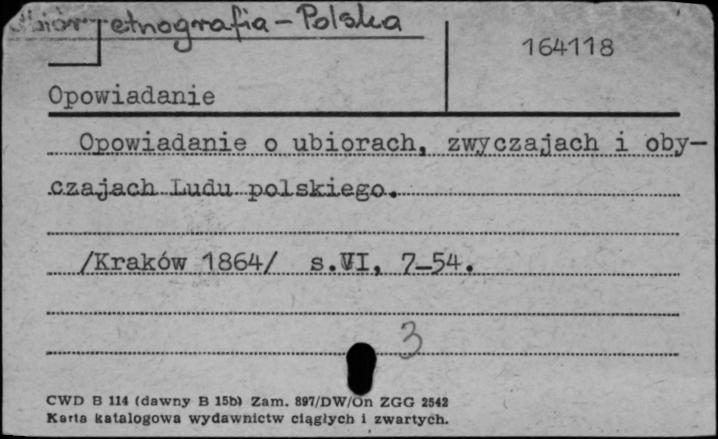 etnografia - Polska
164118
Opowiadanie
Opowiadanie o ubiorach, zwyczajach i oby-
czajach Ludu polskiego.
/Kraków 1864/ s.VI, 7-54.
3
CWD B 114 (dawny B 15b) Zam. 897/DW/On ZGG 2542
Karta katalogowa wydawnictw ciągłych i zwartych.